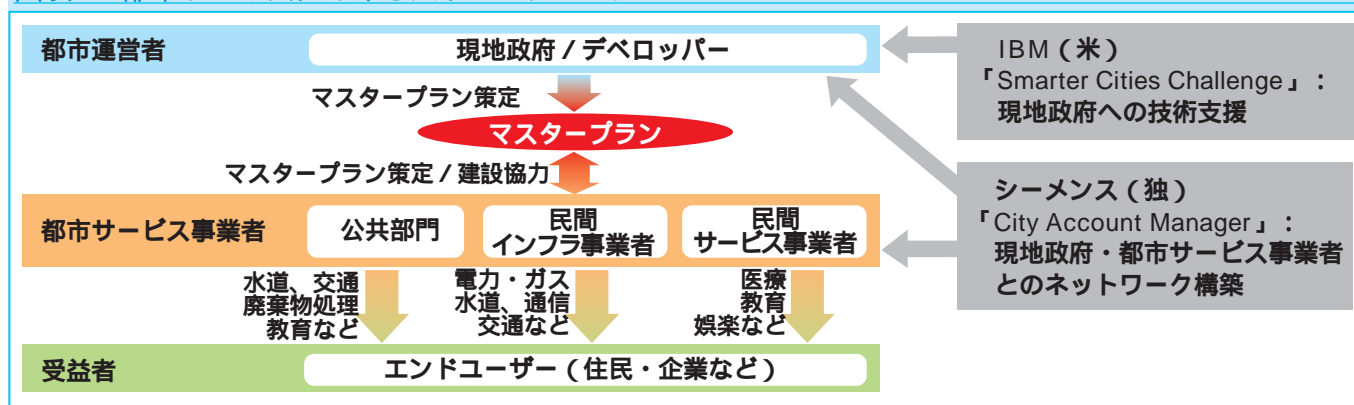 都市運営者
現地政府 / デベロッパー
マスタープラン策定
マスタープラン
マスタープラン策定 / 建設協力
都市サービス事業者
公共部門
民間
インフラ事業者
民間
サービス事業者
水道、交通
廃棄物処理
教育など
電力・ガス
水道、通信
交通など
医療
教育
娯楽など
受益者
エンドユーザー(住民・企業など)
IBM(米)
「Smarter Cities Challenge」:
現地政府への技術支援
シーメンス(独)
「City Account Manager」:
現地政府・都市サービス事業者
とのネットワーク構築